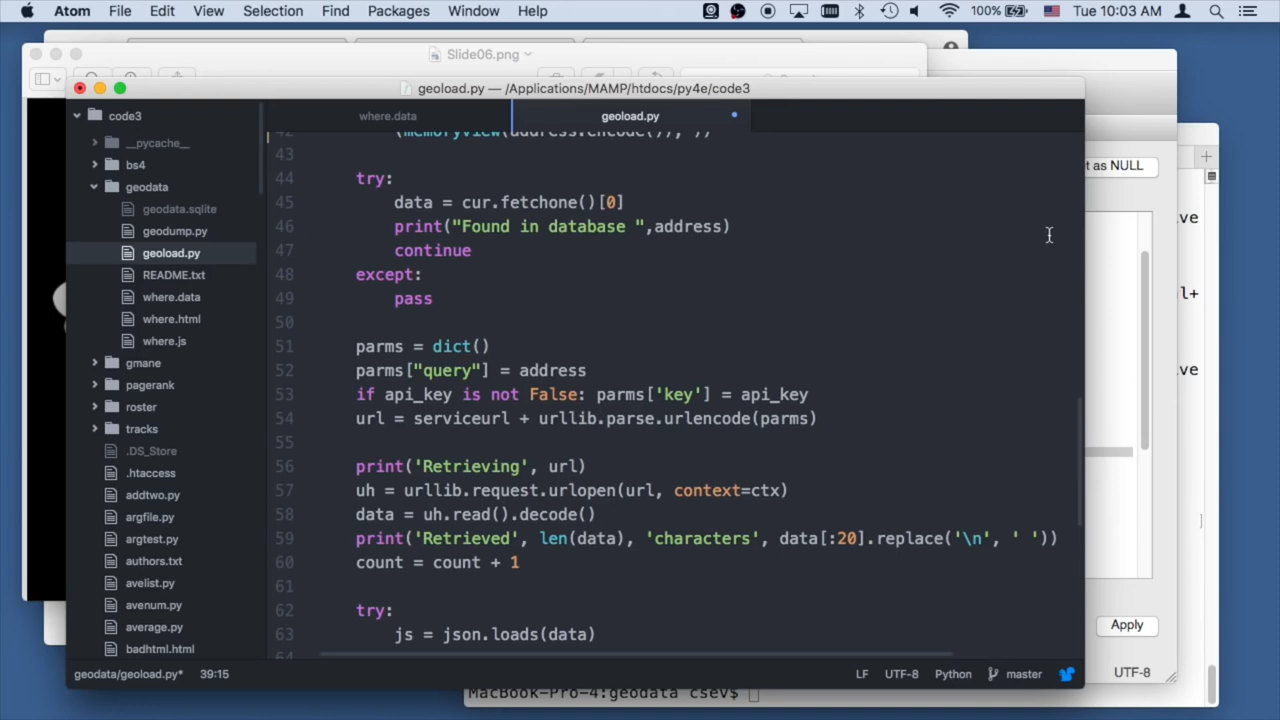 Atom File Edit View Selection Find Packages Window Help 100% Tue 10:03 AM
Slide06.png
geoload.py — /Applications/MAMP/htdocs/py4e/code3
code3
where.data
geoload.py
__pycache__
bs4
geodata
geodata.sqlite
geodump.py
geoload.py
README.txt
where.data
where.html
where.js
gmane
pagerank
roster
tracks
.DS_Store
.htaccess
addtwo.py
argfile.py
argtest.py
authors.txt
avelist.py
avenum.py
average.py
badhtml.html
42 (memoryview(address.encode()), ))
43
44 try:
45 data = cur.fetchone()[0]
46 print("Found in database ",address)
47 continue
48 except:
49 pass
50
51 parms = dict()
52 parms["query"] = address
53 if api_key is not False: parms['key'] = api_key
54 url = serviceurl + urllib.parse.urlencode(parms)
55
56 print('Retrieving', url)
57 uh = urllib.request.urlopen(url, context=ctx)
58 data = uh.read().decode()
59 print('Retrieved', len(data), 'characters', data[:20].replace('\n', ' '))
60 count = count + 1
61
62 try:
63 js = json.loads(data)
64
t as NULL
ve
l+
ve
Apply
UTF-8
geodata/geoload.py* 39:15 LF UTF-8 Python master
MacBook-Pro-4:geodata csev$